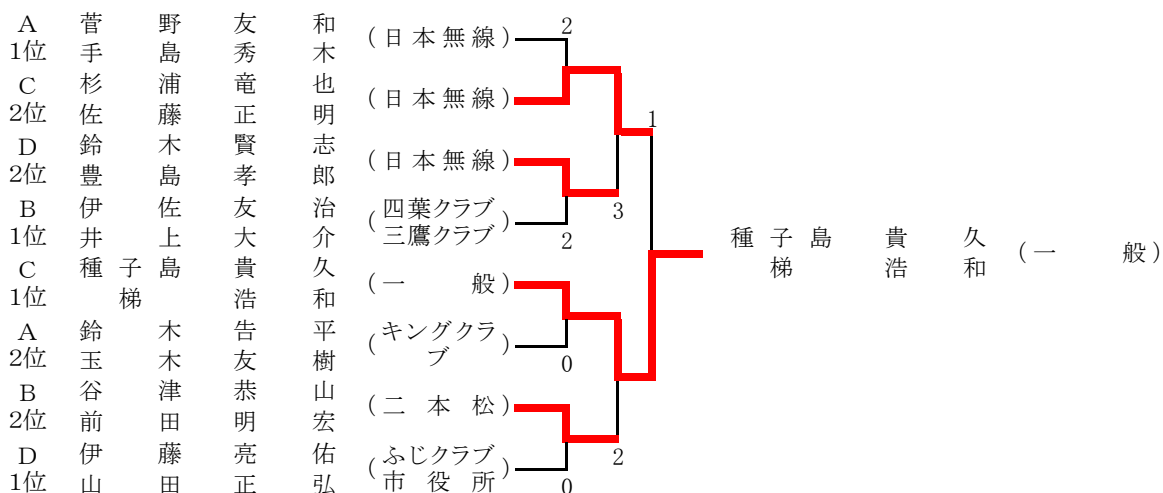 A 菅野友和 (日本無線) 2
1位 手島秀木
C 杉浦竜也 (日本無線)
2位 佐藤正明
1
D 鈴木賢志 (日本無線)
2位 豊島孝郎
3
B 伊佐友治 (四葉クラブ
1位 井上大介 三鷹クラブ) 2
種子島貴久 (一般)
梯浩和
C 種子島貴久 (一般)
1位 梯浩和
A 鈴木告平 (キングクラ
2位 玉木友樹 ブ) 0
B 谷津恭山 (二本松)
2位 前田明宏
2
D 伊藤亮佑 (ふじクラブ
1位 山田正弘 市役所) 0